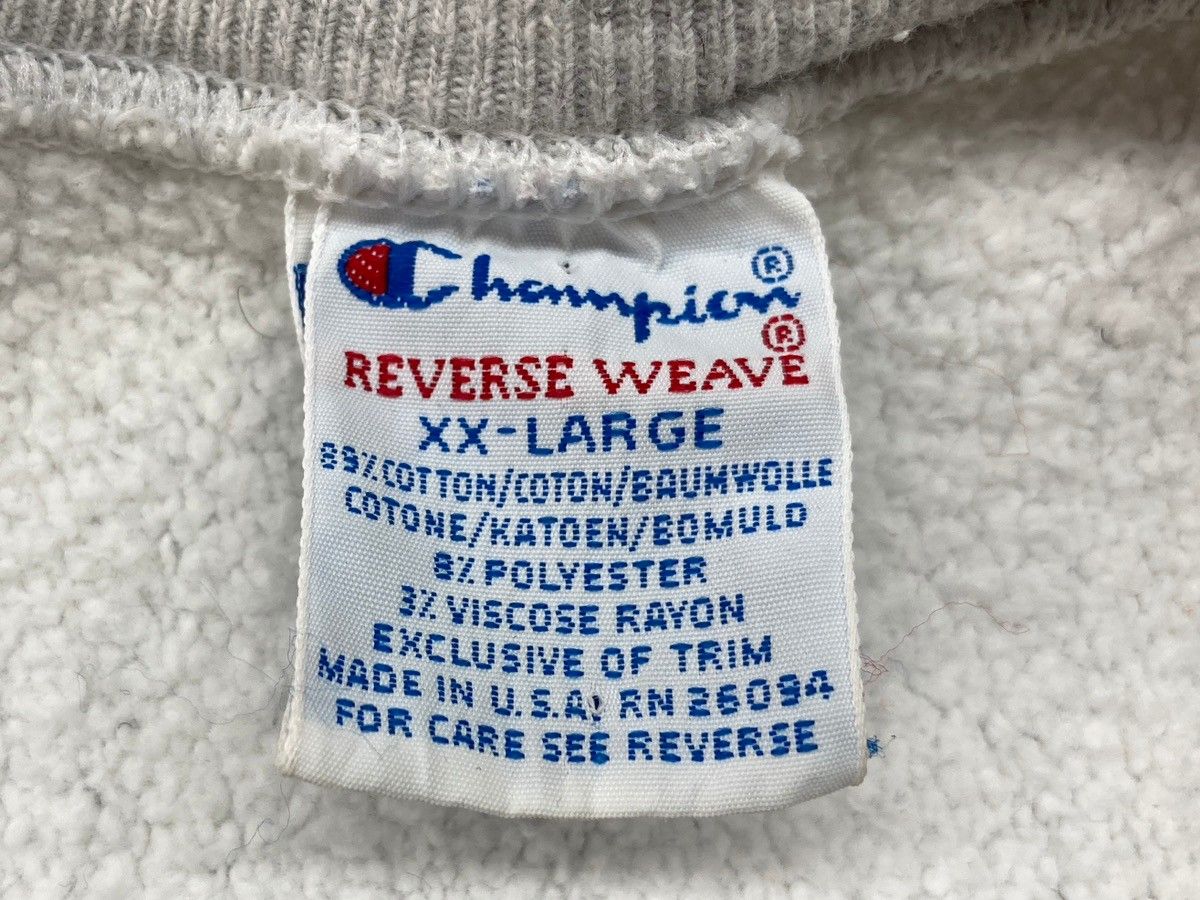 Champion®
REVERSE WEAVE®
XX-LARGE
89% COTTON/COTON/BAUMWOLLE
COTONE/KATOEN/BOMULD
8% POLYESTER
3% VISCOSE RAYON
EXCLUSIVE OF TRIM
MADE IN U.S.A. RN 26094
FOR CARE SEE REVERSE